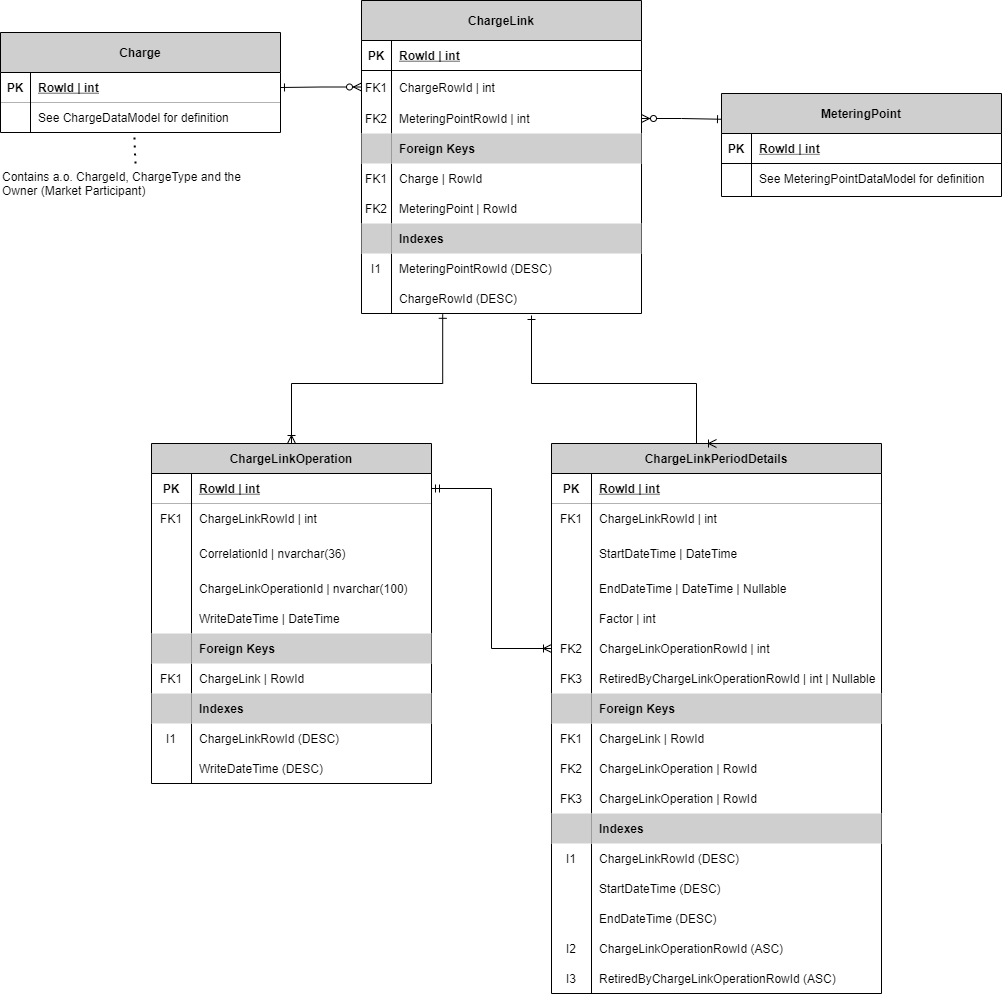 ChargeLink
PK RowId | int
FK1 ChargeRowId | int
FK2 MeteringPointRowId | int
Foreign Keys
FK1 Charge | RowId
FK2 MeteringPoint | RowId
Indexes
I1 MeteringPointRowId (DESC)
ChargeRowId (DESC)
Charge
PK RowId | int
See ChargeDataModel for definition
Contains a.o. ChargeId, ChargeType and the
Owner (Market Participant)
MeteringPoint
PK RowId | int
See MeteringPointDataModel for definition
ChargeLinkOperation
PK RowId | int
FK1 ChargeLinkRowId | int
CorrelationId | nvarchar(36)
ChargeLinkOperationId | nvarchar(100)
WriteDateTime | DateTime
Foreign Keys
FK1 ChargeLink | RowId
Indexes
I1 ChargeLinkRowId (DESC)
WriteDateTime (DESC)
ChargeLinkPeriodDetails
PK RowId | int
FK1 ChargeLinkRowId | int
StartDateTime | DateTime
EndDateTime | DateTime | Nullable
Factor | int
FK2 ChargeLinkOperationRowId | int
FK3 RetiredByChargeLinkOperationRowId | int | Nullable
Foreign Keys
FK1 ChargeLink | RowId
FK2 ChargeLinkOperation | RowId
FK3 ChargeLinkOperation | RowId
Indexes
I1 ChargeLinkRowId (DESC)
StartDateTime (DESC)
EndDateTime (DESC)
I2 ChargeLinkOperationRowId (ASC)
I3 RetiredByChargeLinkOperationRowId (ASC)